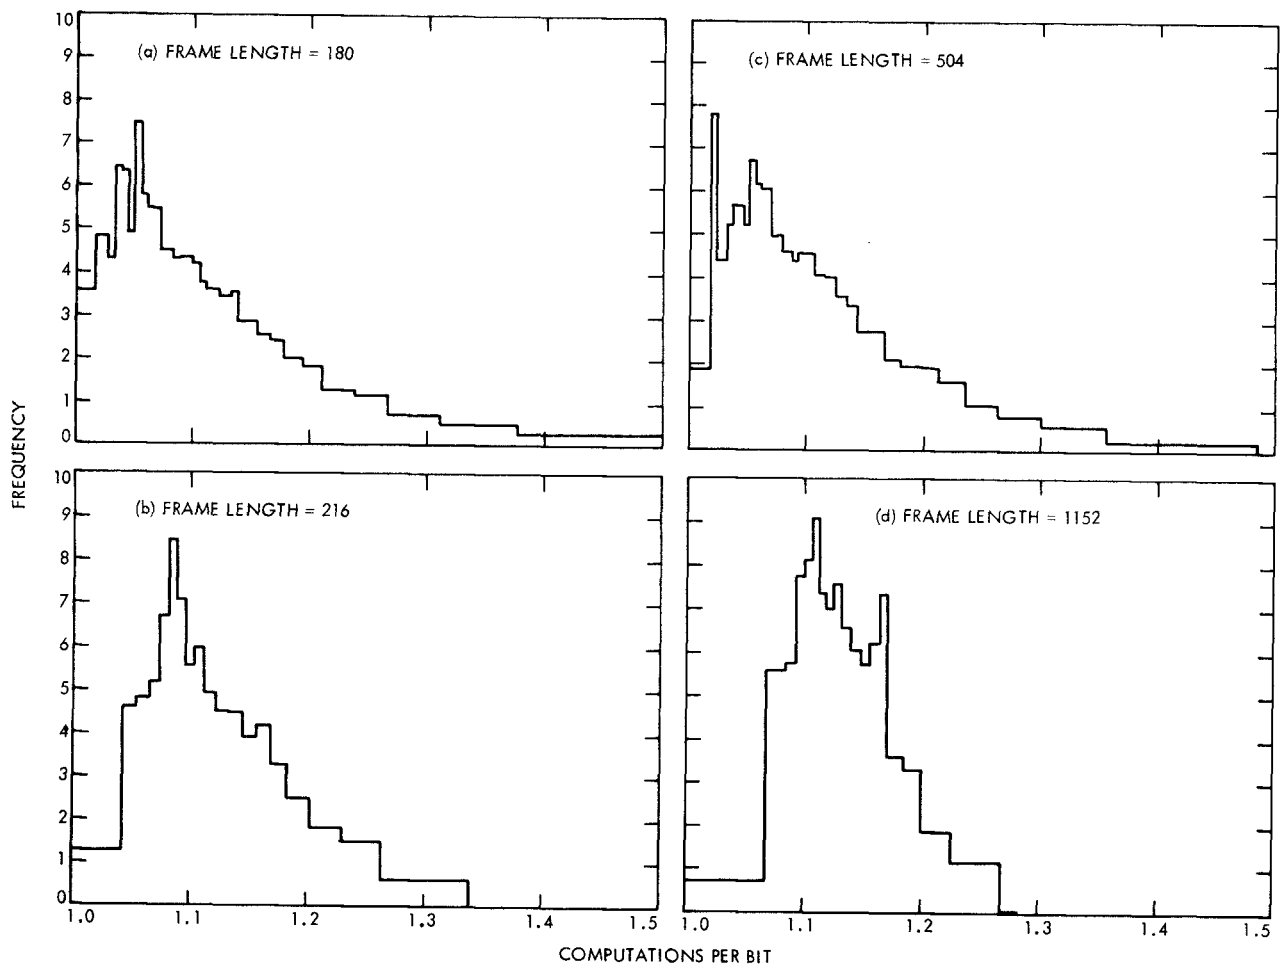 (a) FRAME LENGTH = 180
10
9
8
7
6
5
4
3
2
1
0
(c) FRAME LENGTH = 504
FREQUENCY
(b) FRAME LENGTH = 216
10
9
8
7
6
5
4
3
2
1
0
1.0 1.1 1.2 1.3 1.4 1.5
(d) FRAME LENGTH = 1152
1.0 1.1 1.2 1.3 1.4 1.5
COMPUTATIONS PER BIT